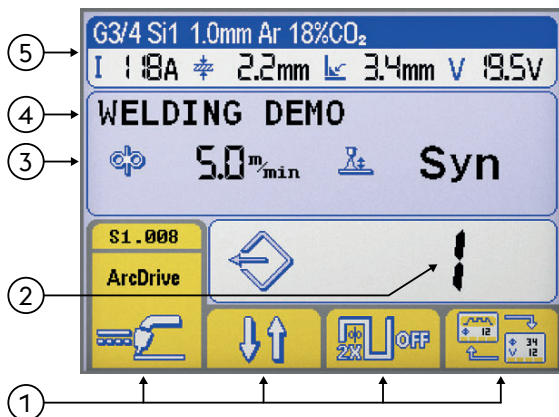 G3/4 Si1 1.0mm Ar 18%CO₂
5
I 118A 2.2mm 3.4mm V 19.5V
4
WELDING DEMO
3
5.0 m/min Syn
S1.008
ArcDrive
2
1
2X OFF
12
34
V 12
1